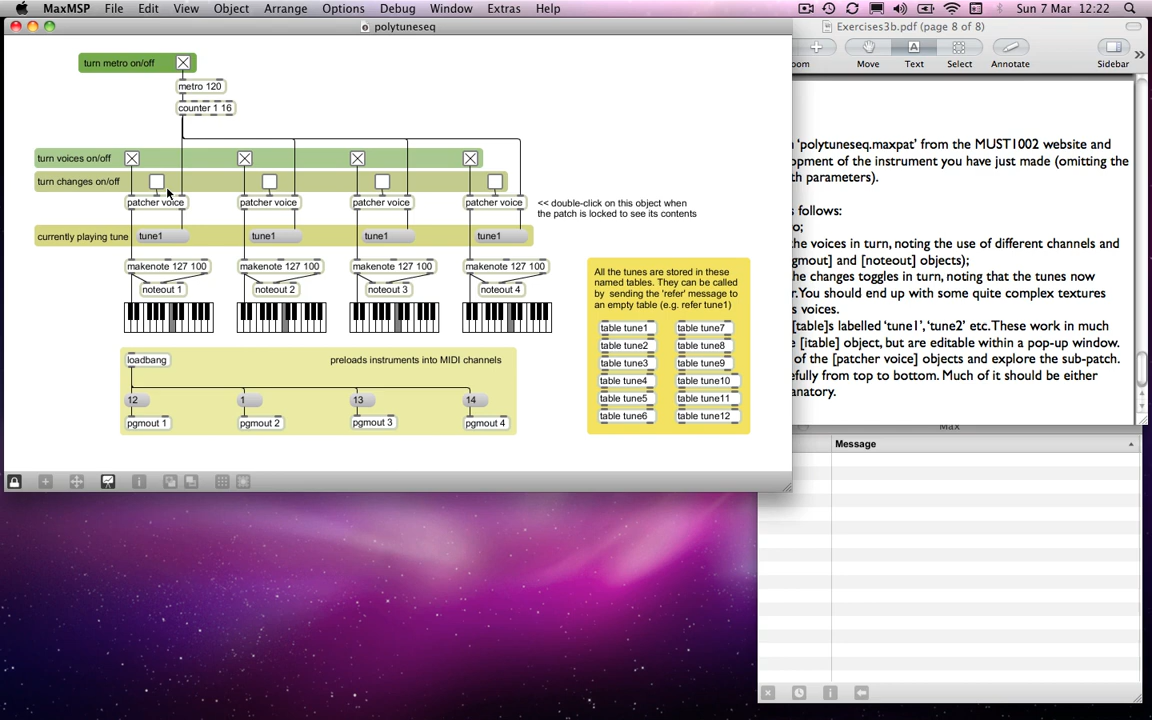 MaxMSP File Edit View Object Arrange Options Debug Window Extras Help
Sun 7 Mar 12:22
polytuneseq
Exercises3b.pdf (page 8 of 8)
oom Move Text Select Annotate Sidebar
turn metro on/off
metro 120
counter 1 16
turn voices on/off
turn changes on/off
patcher voice patcher voice patcher voice patcher voice
<< double-click on this object when
the patch is locked to see its contents
currently playing tune tune1 tune1 tune1 tune1
makenote 127 100 makenote 127 100 makenote 127 100 makenote 127 100
noteout 1 noteout 2 noteout 3 noteout 4
loadbang preloads instruments into MIDI channels
12 1 13 14
pgmout 1 pgmout 2 pgmout 3 pgmout 4
All the tunes are stored in these
named tables. They can be called
by sending the 'refer' message to
an empty table (e.g. refer tune1)
table tune1 table tune7
table tune2 table tune8
table tune3 table tune9
table tune4 table tune10
table tune5 table tune11
table tune6 table tune12
'polytuneseq.maxpat' from the MUST1002 website and
opment of the instrument you have just made (omitting the
th parameters).
s follows:
o;
the voices in turn, noting the use of different channels and
gmout] and [noteout] objects);
he changes toggles in turn, noting that the tunes now
r. You should end up with some quite complex textures
s voices.
[table]s labelled 'tune1', 'tune2' etc. These work in much
e [itable] object, but are editable within a pop-up window.
of the [patcher voice] objects and explore the sub-patch.
efully from top to bottom. Much of it should be either
anatory.
Max
Message